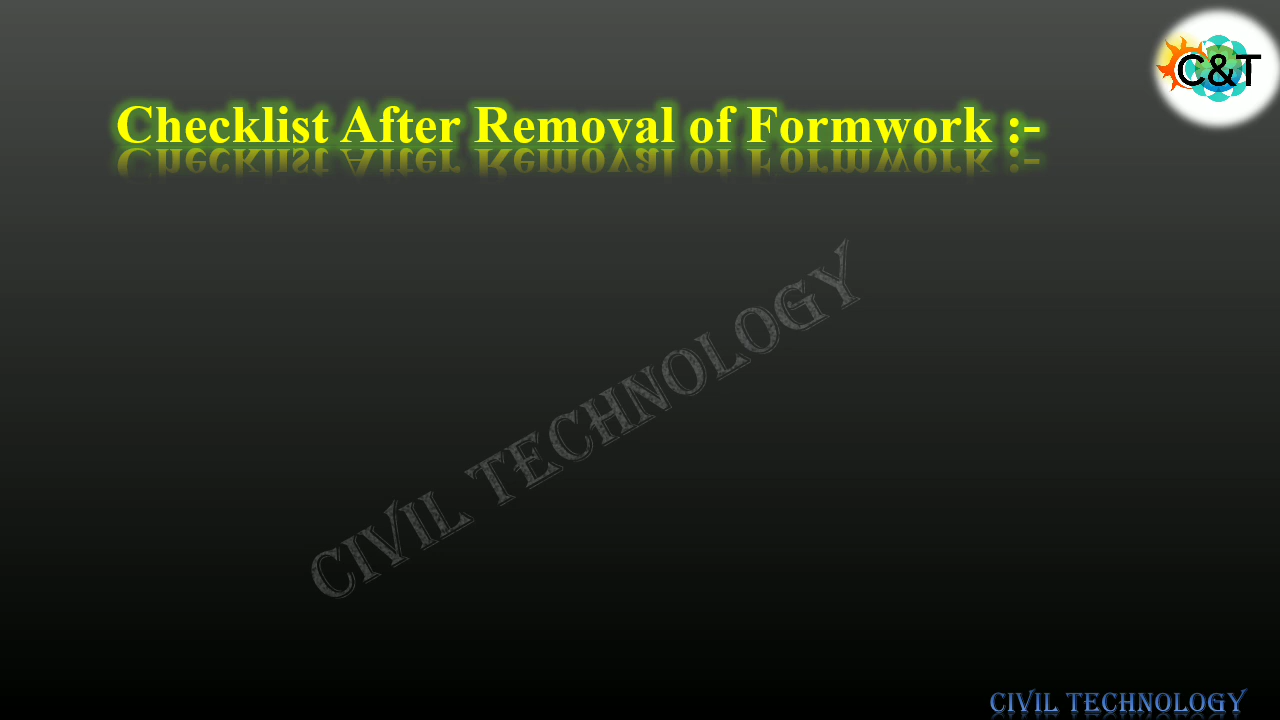 C&T
Checklist After Removal of Formwork :-
CIVIL TECHNOLOGY
CIVIL TECHNOLOGY